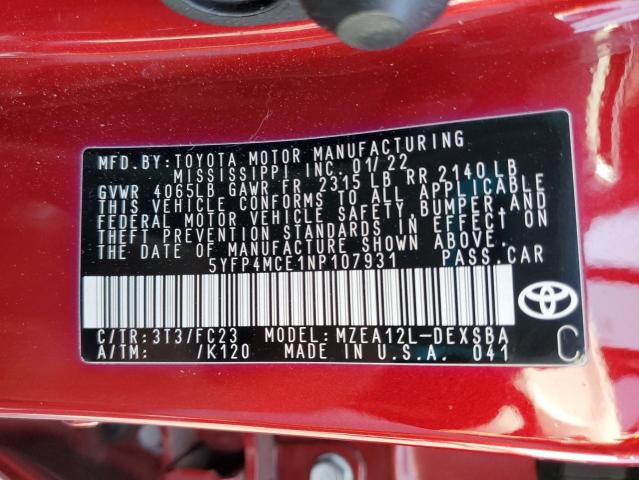 MFD.BY: TOYOTA MOTOR MANUFACTURING
MISSISSIPPI INC. 01/22
GVWR 4065LB GAWR FR 2315 LB RR 2140 LB
THIS VEHICLE CONFORMS TO ALL APPLICABLE
FEDERAL MOTOR VEHICLE SAFETY, BUMPER, AND
THEFT PREVENTION STANDARDS IN EFFECT ON
THE DATE OF MANUFACTURE SHOWN ABOVE.
5YFP4MCE1NP107931 PASS.CAR
C/TR: 3T3/FC23 MODEL: MZEA12L-DEXSBA
A/TM: /K120 MADE IN U.S.A. 041
C